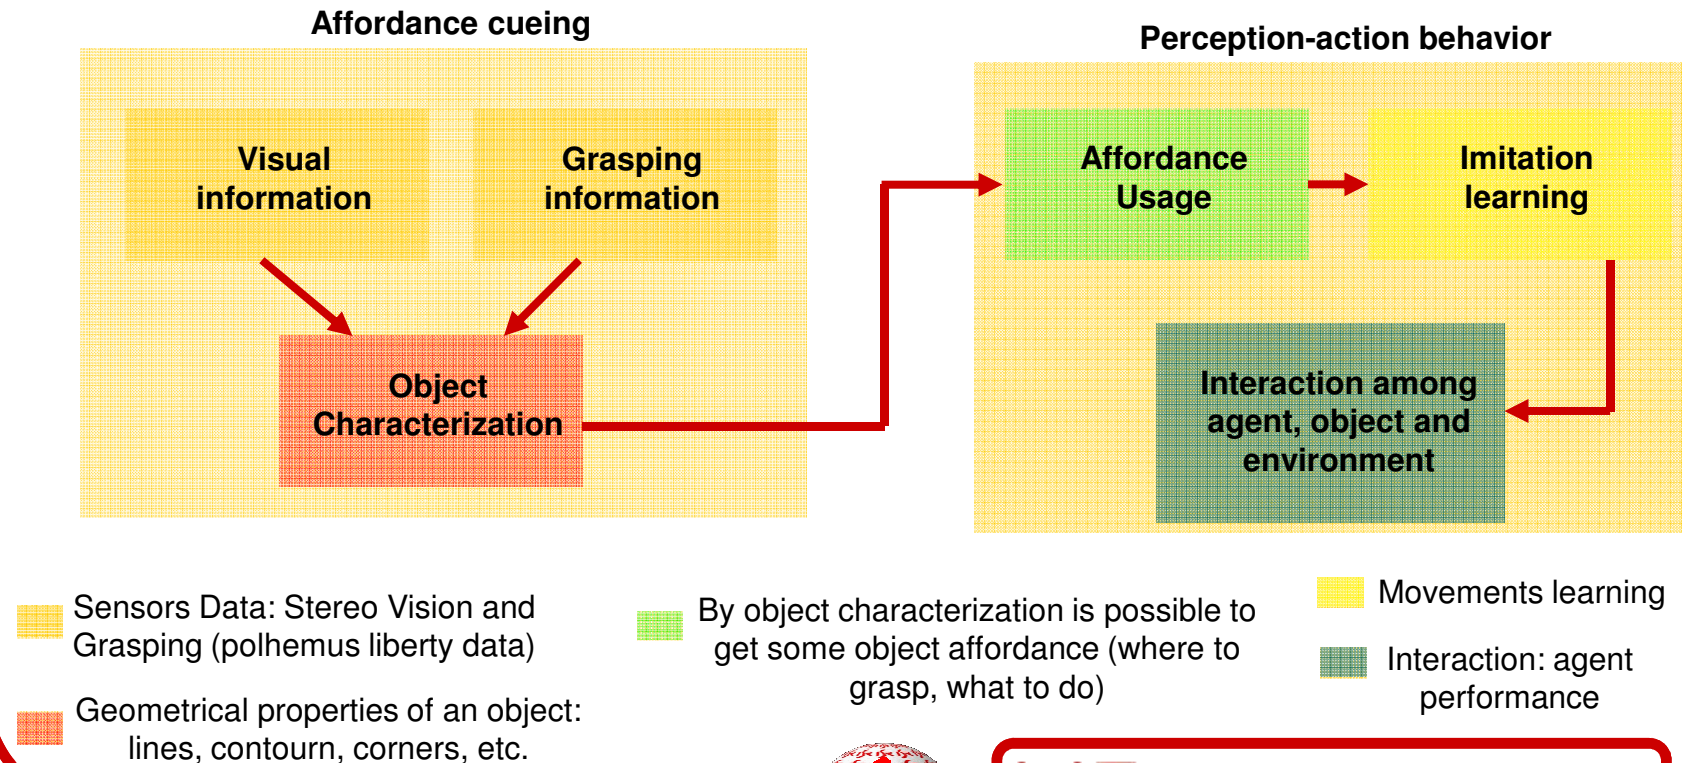 Affordance cueing
Perception-action behavior
Visual
information
Grasping
information
Affordance
Usage
Imitation
learning
Object
Characterization
Interaction among
agent, object and
environment
Sensors Data: Stereo Vision and
Grasping (polhemus liberty data)
Geometrical properties of an object:
lines, contourn, corners, etc.
By object characterization is possible to
get some object affordance (where to
grasp, what to do)
Movements learning
Interaction: agent
performance